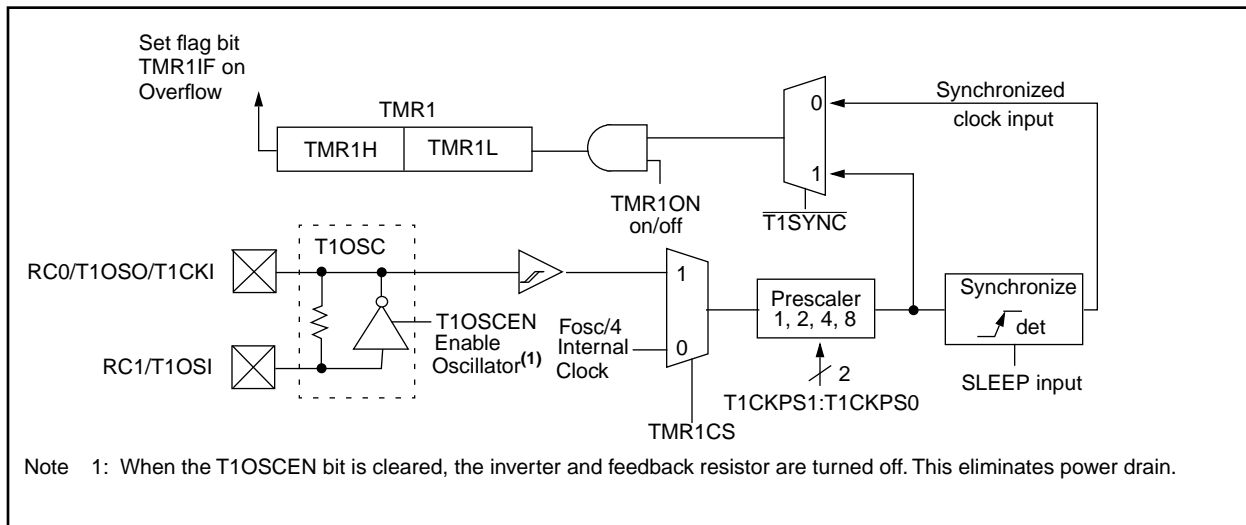 Set flag bit
TMR1IF on
Overflow
TMR1
TMR1H
TMR1L
TMR1ON
on/off
0
1
T1SYNC
Synchronized
clock input
RC0/T1OSO/T1CKI
T1OSC
RC1/T1OSI
T1OSCEN
Enable
Oscillator(1)
Fosc/4
Internal
Clock
1
0
TMR1CS
Prescaler
1, 2, 4, 8
2
T1CKPS1:T1CKPS0
Synchronize
det
SLEEP input
Note 1: When the T1OSCEN bit is cleared, the inverter and feedback resistor are turned off. This eliminates power drain.